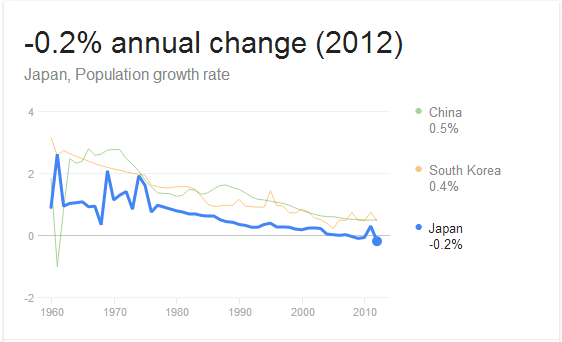 -0.2% annual change (2012)
Japan, Population growth rate
4
2
0
-2
1960
1970
1980
1990
2000
2010
China
0.5%
South Korea
0.4%
Japan
-0.2%